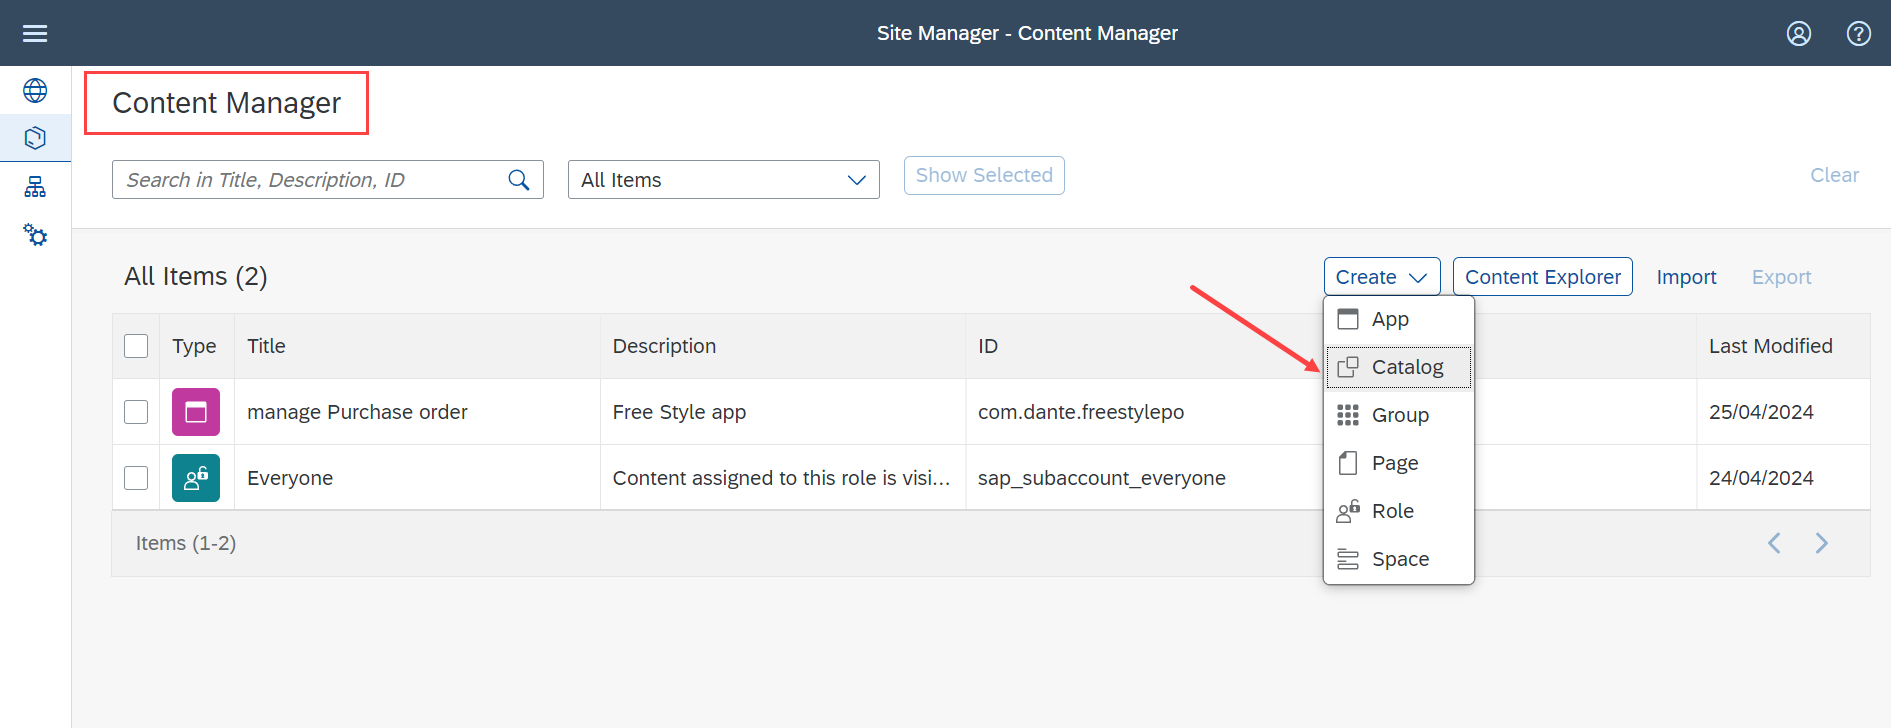 Site Manager - Content Manager
Content Manager
Search in Title, Description, ID All Items Show Selected Clear
All Items (2) Create Content Explorer Import Export
App
Type Title Description ID Last Modified
Catalog
manage Purchase order Free Style app com.dante.freestylepo 25/04/2024
Group
Page
Everyone Content assigned to this role is visi... sap_subaccount_everyone 24/04/2024
Role
Items (1-2)
Space